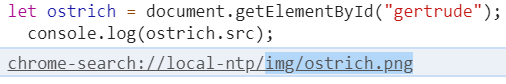 let ostrich = document.getElementById("gertrude");
console.log(ostrich.src);
chrome-search://local-ntp/img/ostrich.png